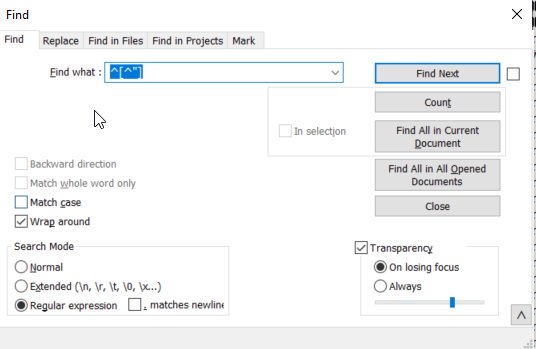 Find
Find Replace Find in Files Find in Projects Mark
Find what : ^[^"]
Find Next
Count
In selection
Find All in Current
Document
Find All in All Opened
Documents
Close
Backward direction
Match whole word only
Match case
Wrap around
Search Mode
Normal
Extended (\n, \r, \t, \0, \x...)
Regular expression . matches newline
Transparency
On losing focus
Always